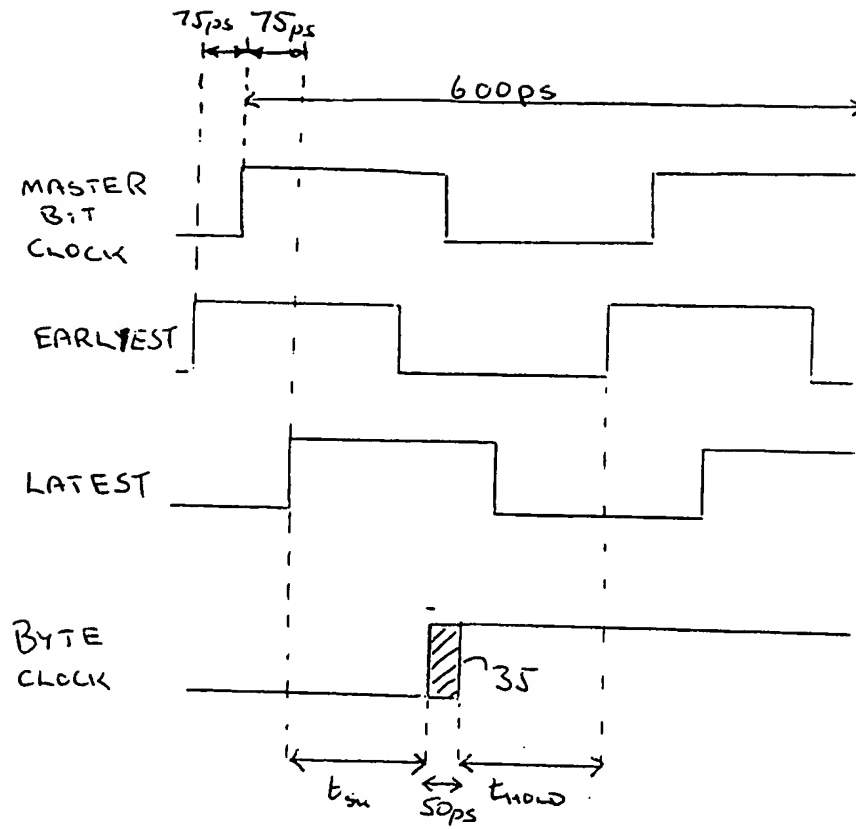 75ps 75ps
600ps
MASTER
BIT
CLOCK
EARLYEST
LATEST
BYTE
CLOCK
35
tsu
50ps
tHOLD